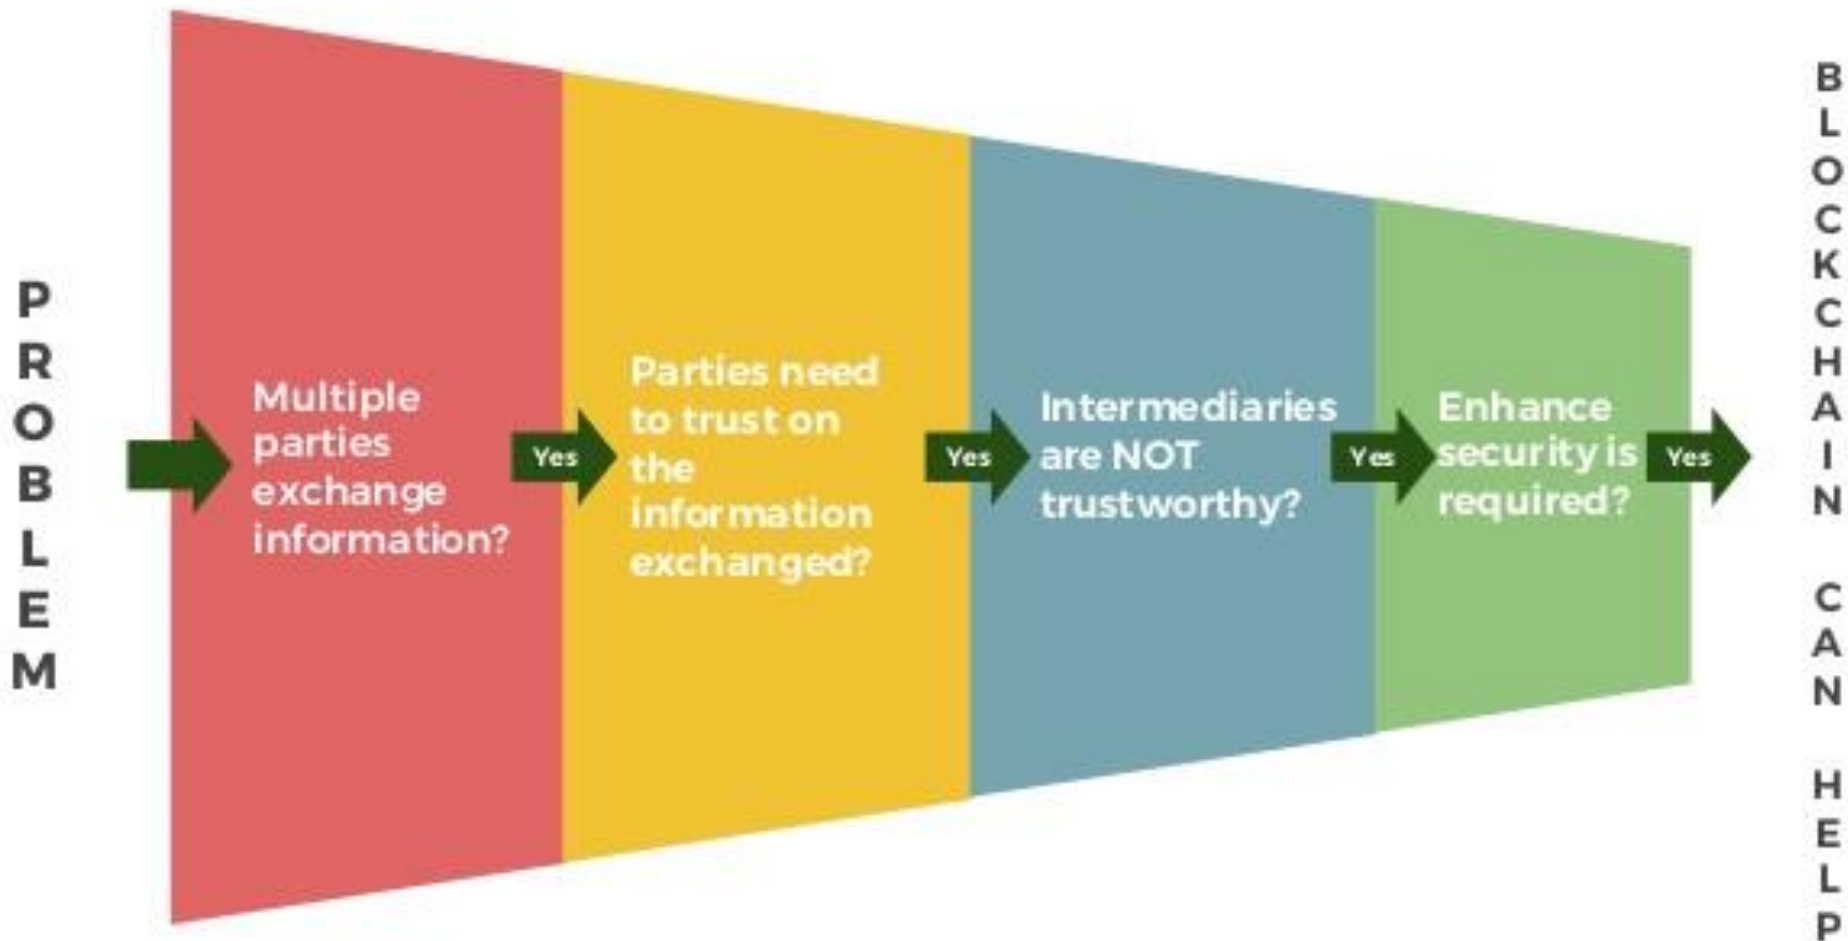 PROBLEM
Multiple
parties
exchange
information?
Yes
Parties need
to trust on
the
information
exchanged?
Yes
Intermediaries
are NOT
trustworthy?
Yes
Enhance
security is
required?
Yes
BLOCKCHAIN CAN HELP